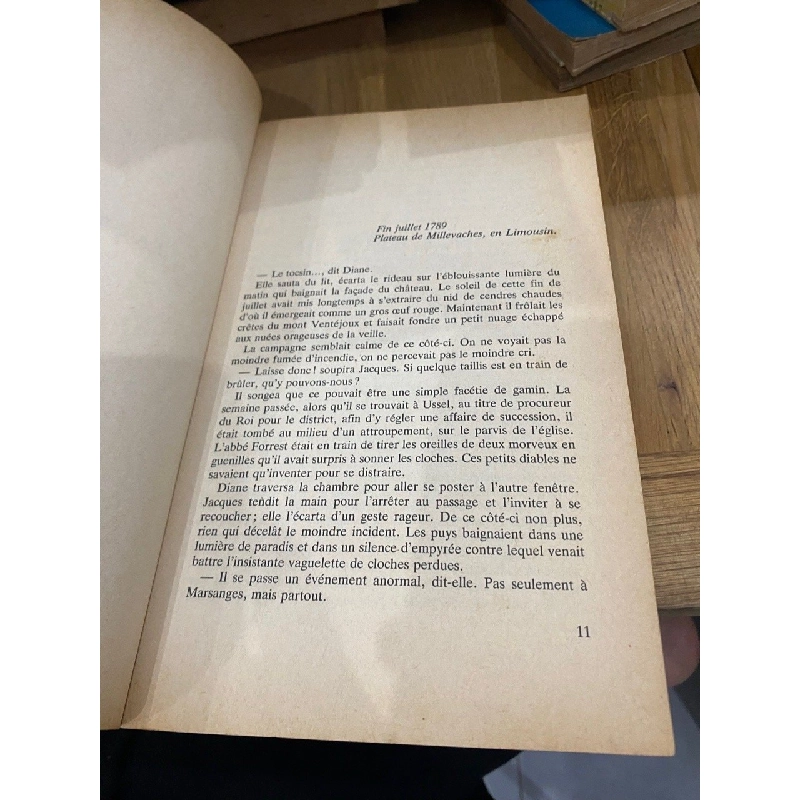 Fin juillet 1789
Plateau de Millevaches, en Limousin.
— Le tocsin..., dit Diane.
Elle sauta du lit, écarta le rideau sur l'éblouissante lumière du
matin qui baignait la façade du château. Le soleil de cette fin de
juillet avait mis longtemps à s'extraire du nid de cendres chaudes
d'où il émergeait comme un gros œuf rouge. Maintenant il frôlait les
crêtes du mont Ventéjoux et faisait fondre un petit nuage échappé
aux nuées orageuses de la veille.
La campagne semblait calme de ce côté-ci. On ne voyait pas la
moindre fumée d'incendie, on ne percevait pas le moindre cri.
— Laisse donc! soupira Jacques. Si quelque taillis est en train de
brûler, qu'y pouvons-nous?
Il songea que ce pouvait être une simple facétie de gamin. La
semaine passée, alors qu'il se trouvait à Ussel, au titre de procureur
du Roi pour le district, afin d'y régler une affaire de succession, il
était tombé au milieu d'un attroupement, sur le parvis de l'église.
L'abbé Forrest était en train de tirer les oreilles de deux morveux en
guenilles qu'il avait surpris à sonner les cloches. Ces petits diables ne
savaient qu'inventer pour se distraire.
Diane traversa la chambre pour aller se poster à l'autre fenêtre.
Jacques tendit la main pour l'arrêter au passage et l'inviter à se
recoucher; elle l'écarta d'un geste rageur. De ce côté-ci non plus,
rien qui décelât le moindre incident. Les puys baignaient dans une
lumière de paradis et dans un silence d'empyrée contre lequel venait
battre l'insistante vaguelette de cloches perdues.
— Il se passe un événement anormal, dit-elle. Pas seulement à
Marsanges, mais partout.
11